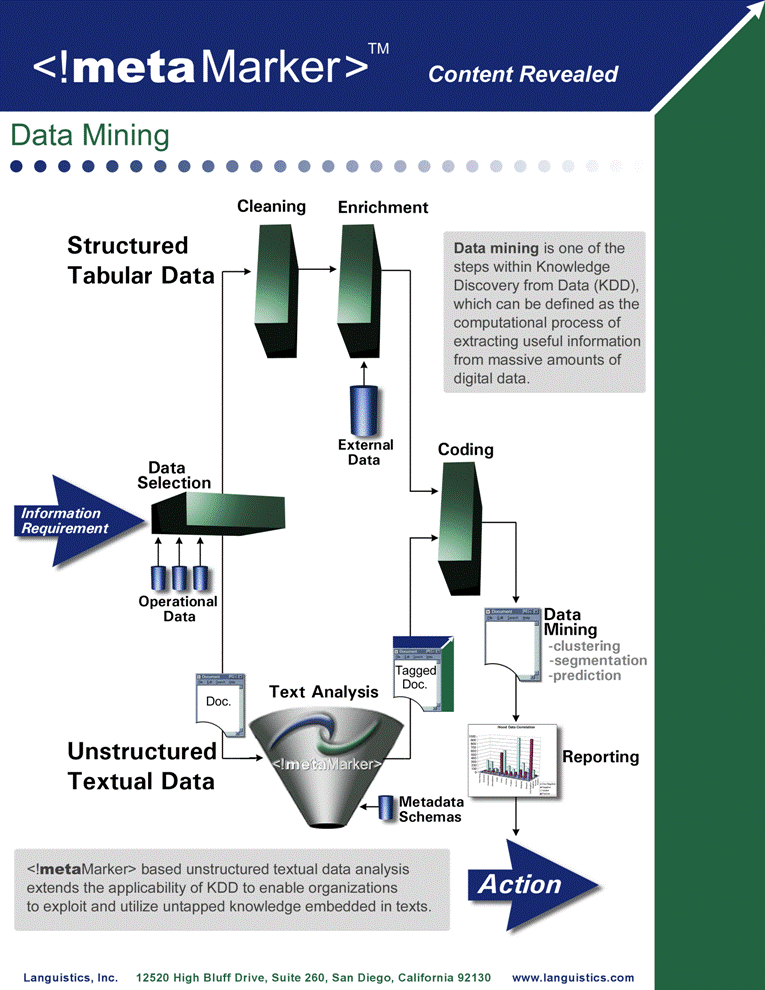 <!metaMarker>™
Content Revealed
Data Mining
Cleaning
Enrichment
Structured
Tabular Data
Data mining is one of the
steps within Knowledge
Discovery from Data (KDD),
which can be defined as the
computational process of
extracting useful information
from massive amounts of
digital data.
External
Data
Coding
Data
Selection
Information
Requirement
Operational
Data
Document
Data
Mining
-clustering
-segmentation
-prediction
Document
Tagged
Doc.
Document
Doc.
Text Analysis
<!metaMarker>
Unstructured
Textual Data
Reporting
Metadata
Schemas
<!metaMarker> based unstructured textual data analysis
extends the applicability of KDD to enable organizations
to exploit and utilize untapped knowledge embedded in texts.
Action
Languistics, Inc. 12520 High Bluff Drive, Suite 260, San Diego, California 92130 www.languistics.com